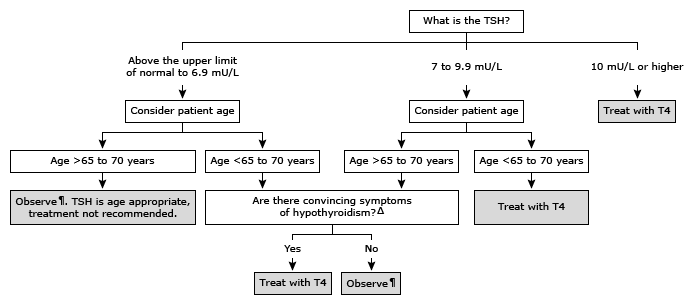 What is the TSH?
Above the upper limit
of normal to 6.9 mU/L
7 to 9.9 mU/L
10 mU/L or higher
Consider patient age
Consider patient age
Treat with T4
Age >65 to 70 years
Age <65 to 70 years
Age >65 to 70 years
Age <65 to 70 years
Observe¶. TSH is age appropriate,
treatment not recommended.
Are there convincing symptoms
of hypothyroidism?Δ
Treat with T4
Yes
No
Treat with T4
Observe¶